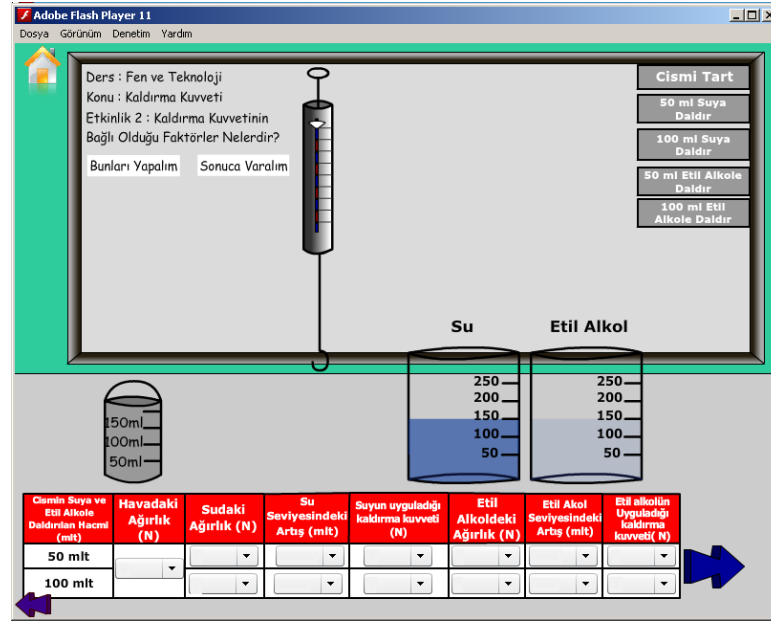 Adobe Flash Player 11
Dosya Görünüm Denetim Yardım
Ders : Fen ve Teknoloji
Konu : Kaldırma Kuvveti
Etkinlik 2 : Kaldırma Kuvvetinin
Bağlı Olduğu Faktörler Nelerdir?
Bunları Yapalım Sonuca Varalım
Cismi Tart
50 ml Suya
Daldır
100 ml Suya
Daldır
50 ml Etil Alkole
Daldır
100 ml Etil
Alkole Daldır
Su
Etil Alkol
250
200
150
100
50
250
200
150
100
50
150ml
100ml
50ml
Cismin Suya ve
Etil Alkole
Daldırılan Hacmi
(mlt)
Havadaki
Ağırlık
(N)
Sudaki
Ağırlık (N)
Su
Seviyesindeki
Artış (mlt)
Suyun uyguladığı
kaldırma kuvveti
(N)
Etil
Alkoldeki
Ağırlık (N)
Etil Akol
Seviyesindeki
Artış (mlt)
Etil alkolün
Uyguladığı
kaldırma
kuvveti( N)
50 mlt
100 mlt